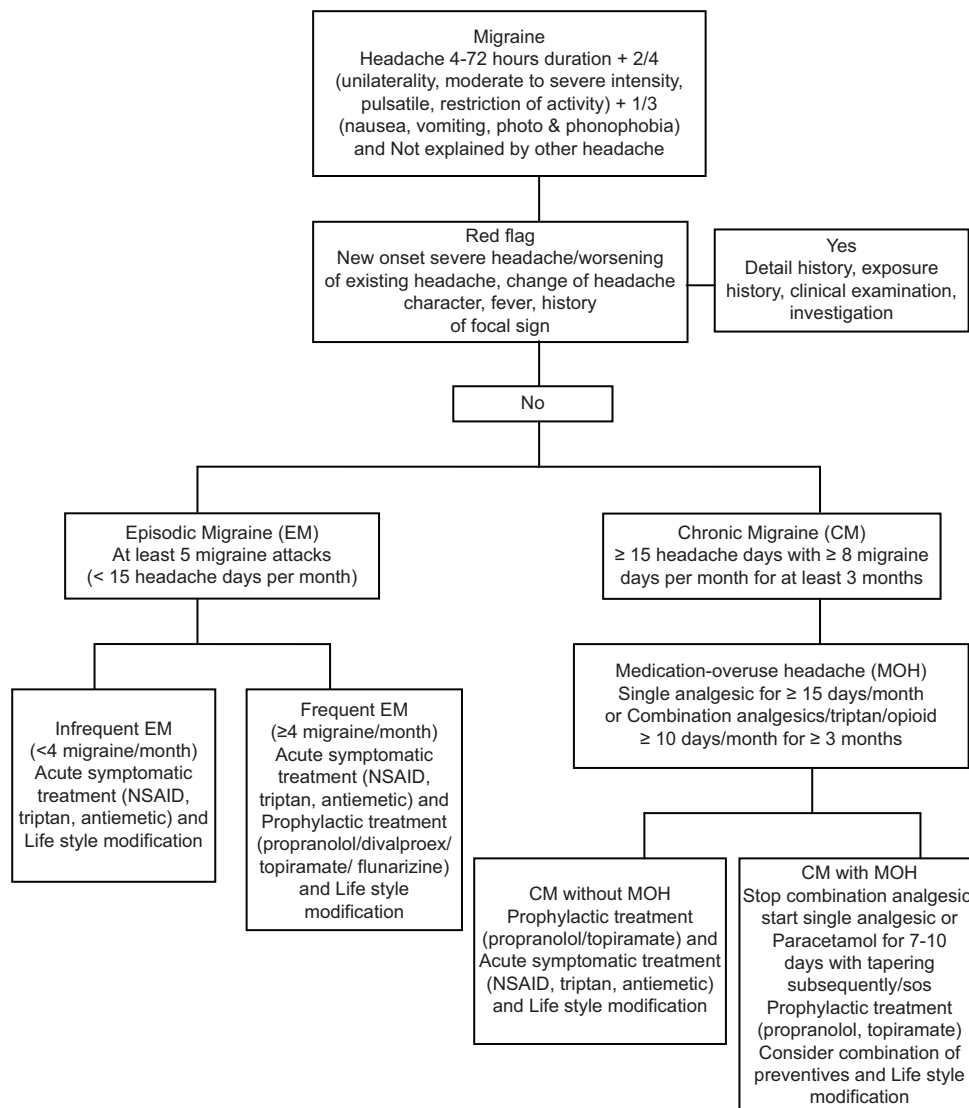 Migraine
Headache 4-72 hours duration + 2/4
(unilaterality, moderate to severe intensity,
pulsatile, restriction of activity) + 1/3
(nausea, vomiting, photo & phonophobia)
and Not explained by other headache
Red flag
New onset severe headache/worsening
of existing headache, change of headache
character, fever, history
of focal sign
Yes
Detail history, exposure
history, clinical examination,
investigation
No
Episodic Migraine (EM)
At least 5 migraine attacks
(< 15 headache days per month)
Chronic Migraine (CM)
≥ 15 headache days with ≥ 8 migraine
days per month for at least 3 months
Infrequent EM
(<4 migraine/month)
Acute symptomatic
treatment (NSAID,
triptan, antiemetic) and
Life style modification
Frequent EM
(≥4 migraine/month)
Acute symptomatic
treatment (NSAID,
triptan, antiemetic) and
Prophylactic treatment
(propranolol/divalproex/
topiramate/ flunarizine)
and Life style
modification
Medication-overuse headache (MOH)
Single analgesic for ≥ 15 days/month
or Combination analgesics/triptan/opioid
≥ 10 days/month for ≥ 3 months
CM without MOH
Prophylactic treatment
(propranolol/topiramate) and
Acute symptomatic treatment
(NSAID, triptan, antiemetic)
and Life style modification
CM with MOH
Stop combination analgesic
start single analgesic or
Paracetamol for 7-10
days with tapering
subsequently/sos
Prophylactic treatment
(propranolol, topiramate)
Consider combination of
preventives and Life style
modification